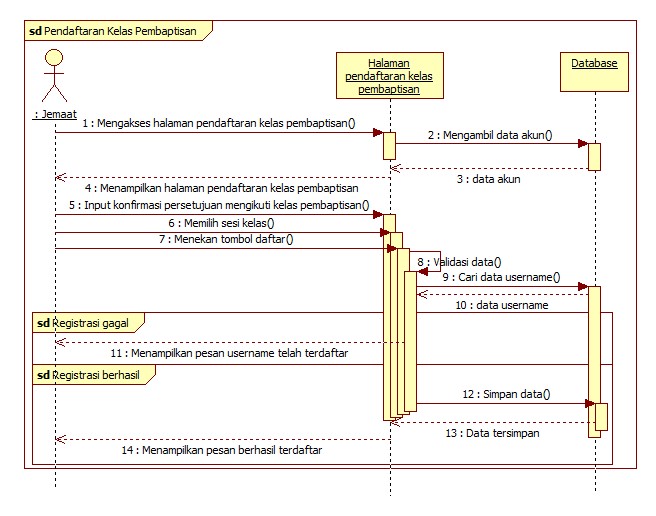 sd Pendaftaran Kelas Pembaptisan
Halaman
pendaftaran kelas
pembaptisan
Database
: Jemaat
1 : Mengakses halaman pendaftaran kelas pembaptisan()
2 : Mengambil data akun()
3 : data akun
4 : Menampilkan halaman pendaftaran kelas pembaptisan
5 : Input konfirmasi persetujuan mengikuti kelas pembaptisan()
6 : Memilih sesi kelas()
7 : Menekan tombol daftar()
8 : Validasi data()
9 : Cari data username()
10 : data username
sd Registrasi gagal
11 : Menampilkan pesan username telah terdaftar
sd Registrasi berhasil
12 : Simpan data()
13 : Data tersimpan
14 : Menampilkan pesan berhasil terdaftar